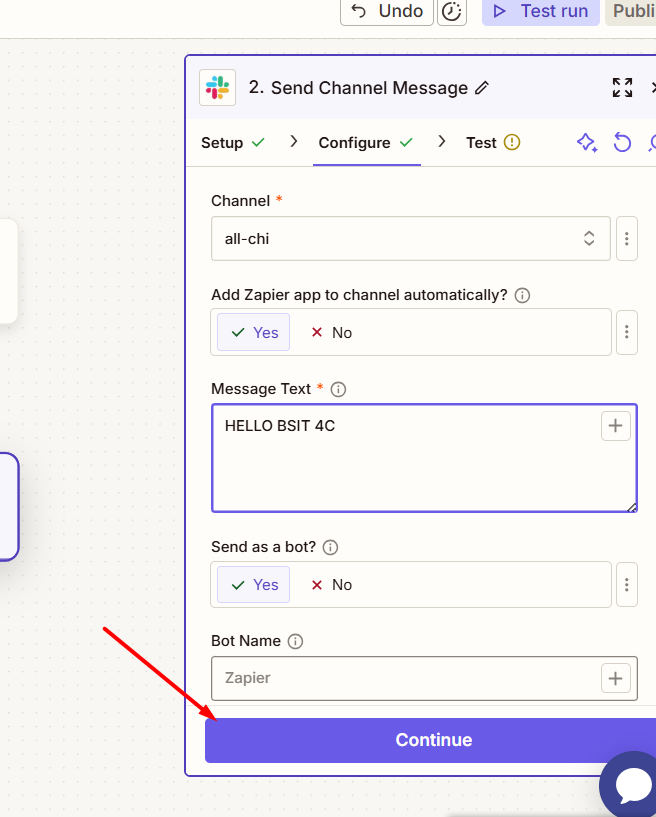 Undo
Test run
Publi
2. Send Channel Message
Setup
Configure
Test
Channel *
all-chi
Add Zapier app to channel automatically?
Yes No
Message Text *
HELLO BSIT 4C
Send as a bot?
Yes No
Bot Name
Zapier
Continue